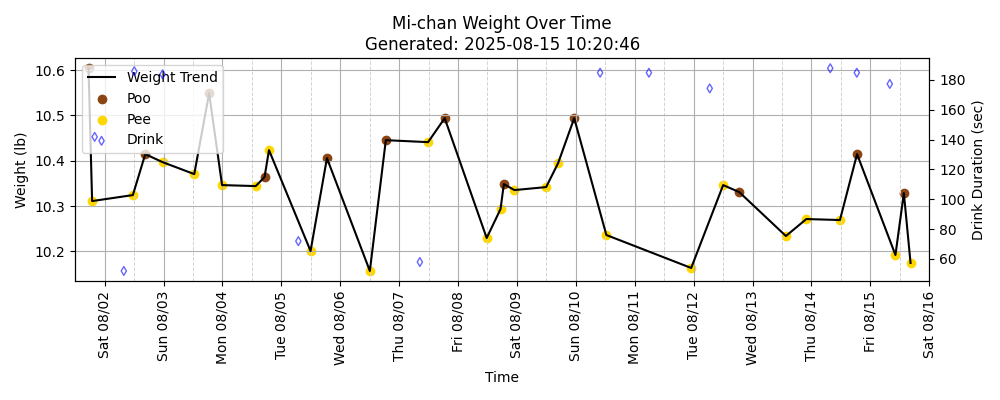 Mi-chan Weight Over Time
Generated: 2025-08-15 10:20:46
Weight (lb)
10.6
10.5
10.4
10.3
10.2
Weight Trend
Poo
Pee
Drink
180
160
140
120
100
80
60
Drink Duration (sec)
Sat 08/02
Sun 08/03
Mon 08/04
Tue 08/05
Wed 08/06
Thu 08/07
Fri 08/08
Sat 08/09
Sun 08/10
Mon 08/11
Tue 08/12
Wed 08/13
Thu 08/14
Fri 08/15
Sat 08/16
Time